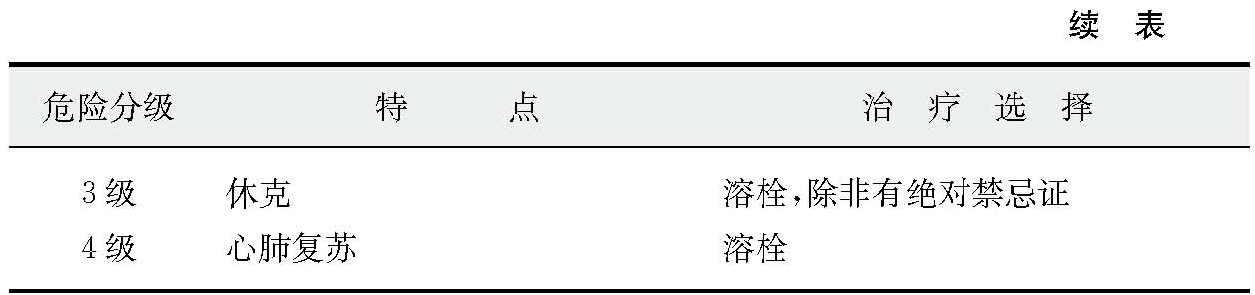 续 表
危险分级 特 点 治 疗 选 择
3级 休克 溶栓,除非有绝对禁忌证
4级 心肺复苏 溶栓